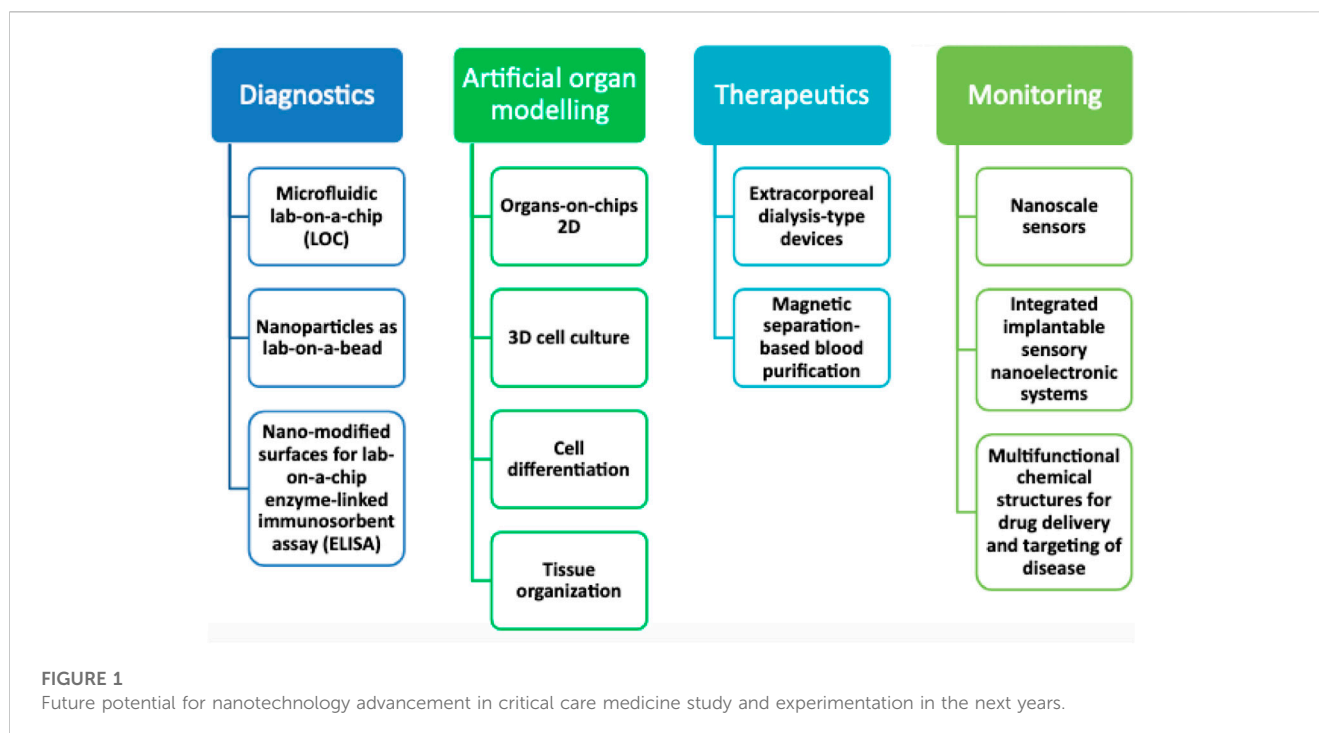 Diagnostics
Microfluidic
lab-on-a-chip
(LOC)
Nanoparticles as
lab-on-a-bead
Nano-modified
surfaces for lab-
on-a-chip
enzyme-linked
immunosorbent
assay (ELISA)
Artificial organ
modelling
Organs-on-chips
2D
3D cell culture
Cell
differentiation
Tissue
organization
Therapeutics
Extracorporeal
dialysis-type
devices
Magnetic
separation-
based blood
purification
Monitoring
Nanoscale
sensors
Integrated
implantable
sensory
nanoelectronic
systems
Multifunctional
chemical
structures for
drug delivery
and targeting of
disease
FIGURE 1
Future potential for nanotechnology advancement in critical care medicine study and experimentation in the next years.